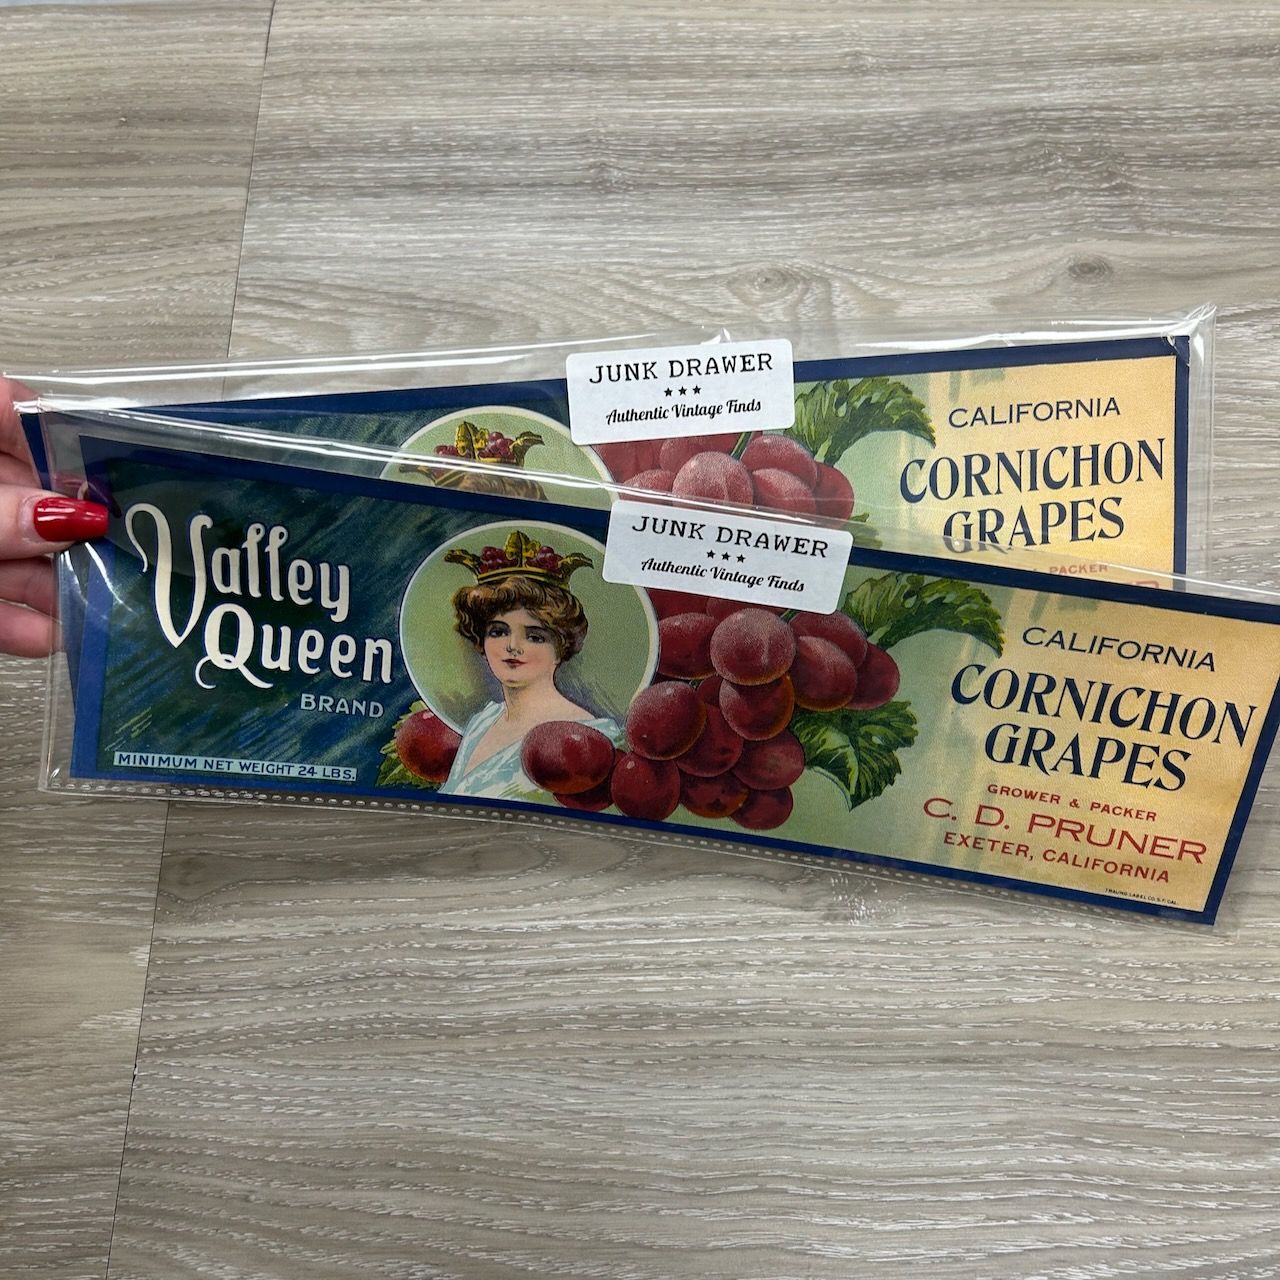 JUNK DRAWER
Authentic Vintage Finds
CALIFORNIA
CORNICHON
GRAPES
PACKER
JUNK DRAWER
Authentic Vintage Finds
Valley
Queen
BRAND
MINIMUM NET WEIGHT 24 LBS.
CALIFORNIA
CORNICHON
GRAPES
GROWER & PACKER
C. D. PRUNER
EXETER, CALIFORNIA